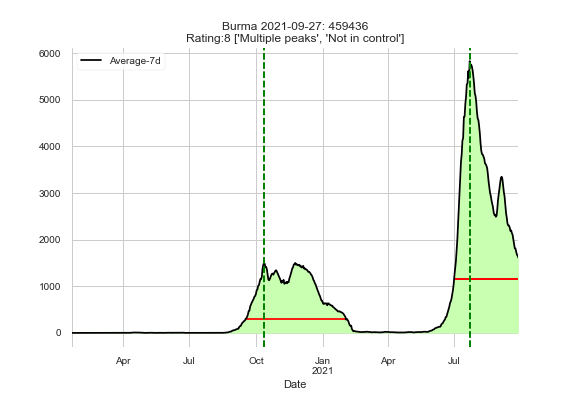 Burma 2021-09-27: 459436
Rating:8 ['Multiple peaks', 'Not in control']
Average-7d
6000
5000
4000
3000
2000
1000
0
Apr
Jul
Oct
Jan
2021
Apr
Jul
Date